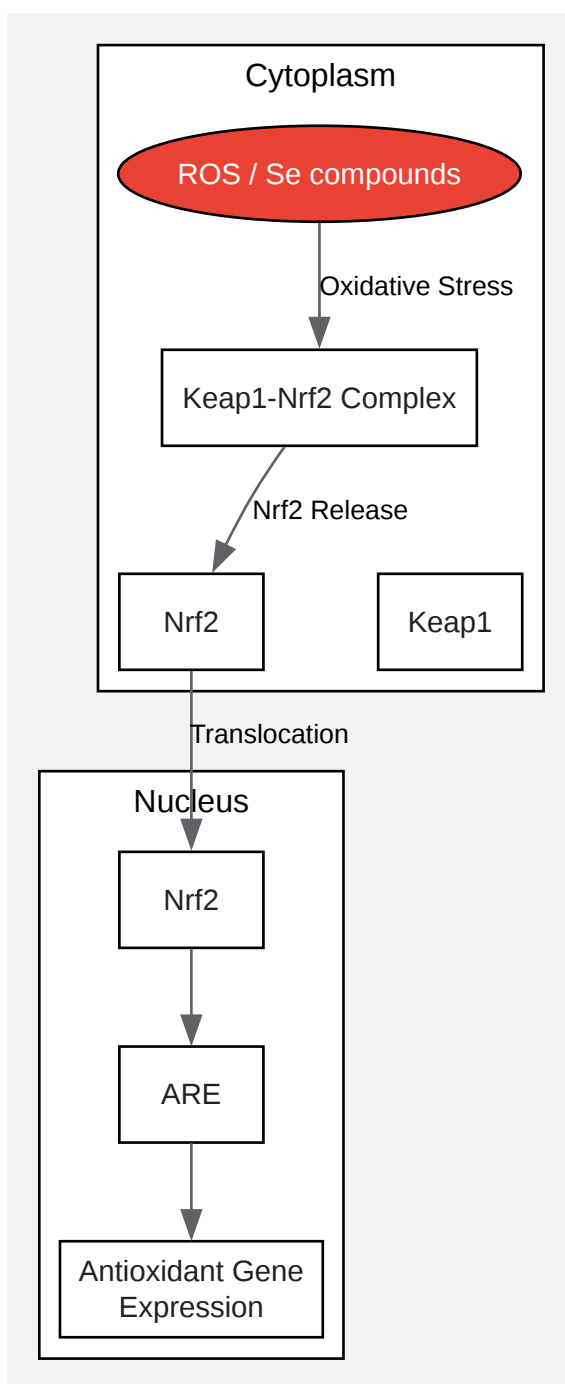 Cytoplasm
ROS / Se compounds
Oxidative Stress
Keap1-Nrf2 Complex
Nrf2 Release
Nrf2
Keap1
Translocation
Nucleus
Nrf2
ARE
Antioxidant Gene
Expression